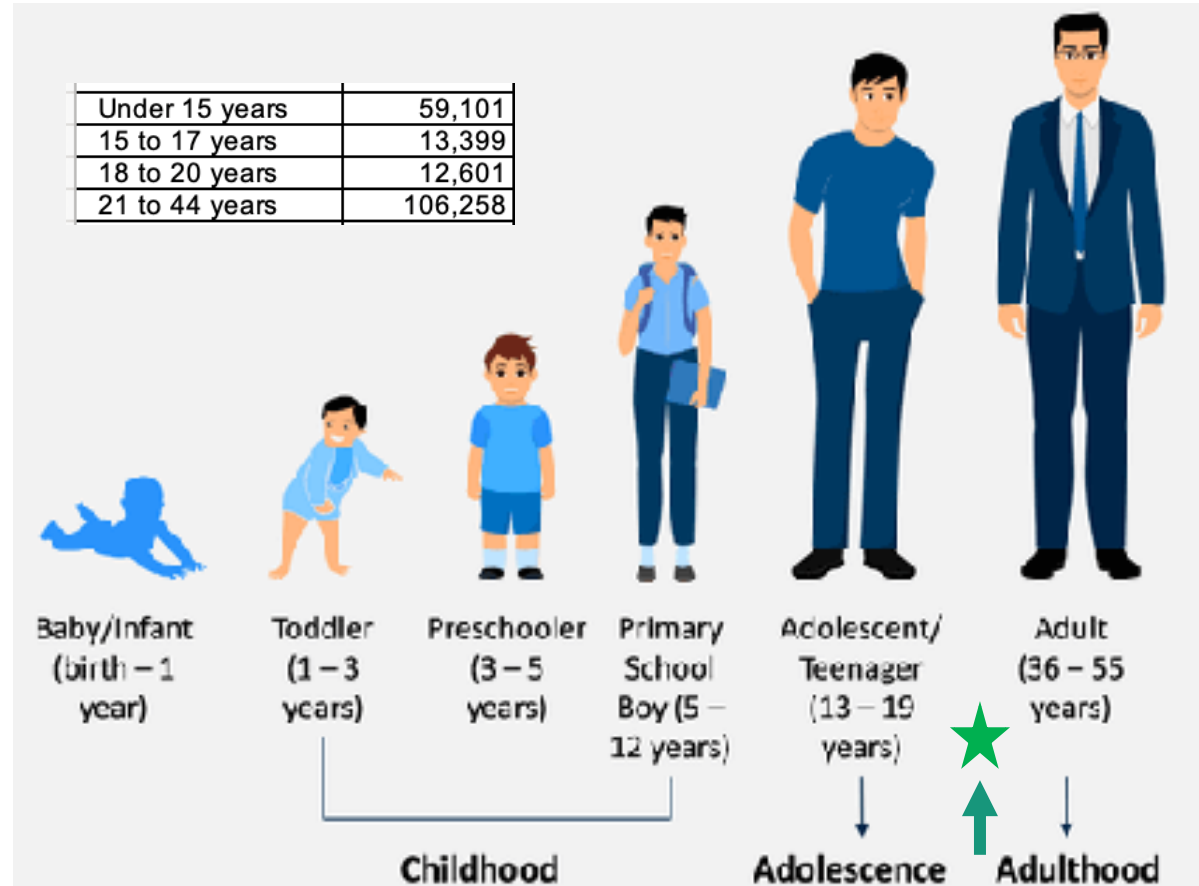 Under 15 years 59,101
15 to 17 years 13,399
18 to 20 years 12,601
21 to 44 years 106,258
Baby/Infant
(birth – 1
year)
Toddler
(1 – 3
years)
Preschooler
(3 – 5
years)
Primary
School
Boy (5 –
12 years)
Adolescent/
Teenager
(13 – 19
years)
Adult
(36 – 55
years)
Childhood
Adolescence
Adulthood